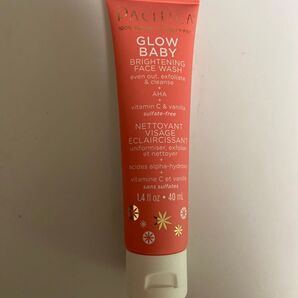 PACIFICA
GLOW
BABY
BRIGHTENING
FACE WASH
even out, exfoliate
& cleanse
+
AHA
+
vitamin C & vanilla
sulfate-free
NETTOYANT
VISAGE
ÉCLAIRCISSANT
uniformiser, exfolier
et nettoyer
+
acides alpha-hydroxy
+
vitamine C et vanille
sans sulfates
1.4 fl oz • 40 mL